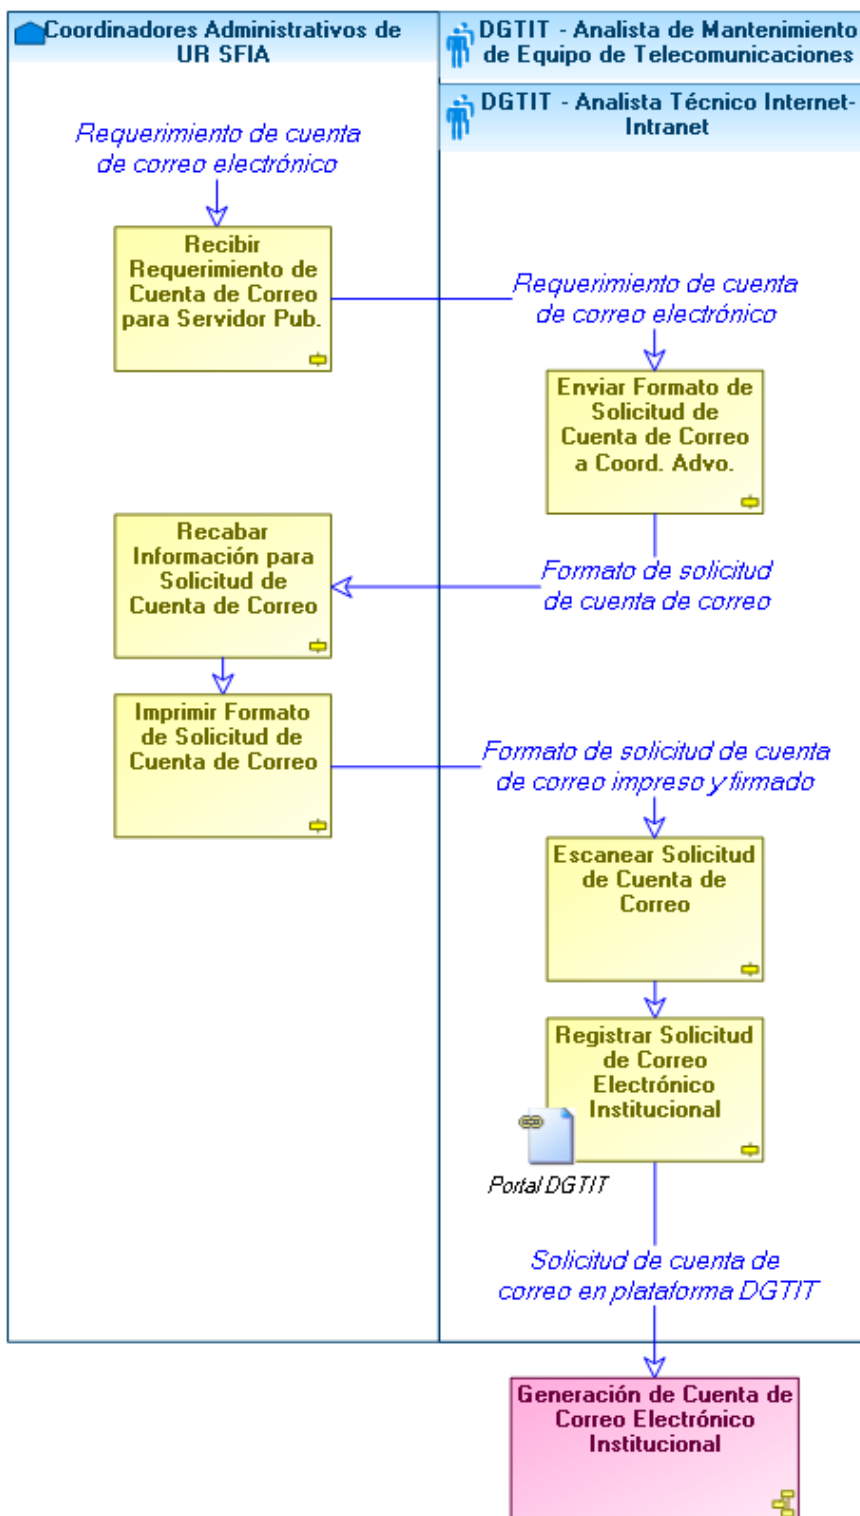 Coordinadores Administrativos de
UR SFIA
DGTIT - Analista de Mantenimiento
de Equipo de Telecomunicaciones
DGTIT - Analista Técnico Internet-
Intranet
Requerimiento de cuenta
de correo electrónico
Recibir
Requerimiento de
Cuenta de Correo
para Servidor Pub.
Requerimiento de cuenta
de correo electrónico
Enviar Formato de
Solicitud de
Cuenta de Correo
a Coord. Advo.
Formato de solicitud
de cuenta de correo
Recabar
Información para
Solicitud de
Cuenta de Correo
Imprimir Formato
de Solicitud de
Cuenta de Correo
Formato de solicitud de cuenta
de correo impreso y firmado
Escanear Solicitud
de Cuenta de
Correo
Registrar Solicitud
de Correo
Electrónico
Institucional
Portal DGTIT
Solicitud de cuenta de
correo en plataforma DGTIT
Generación de Cuenta de
Correo Electrónico
Institucional